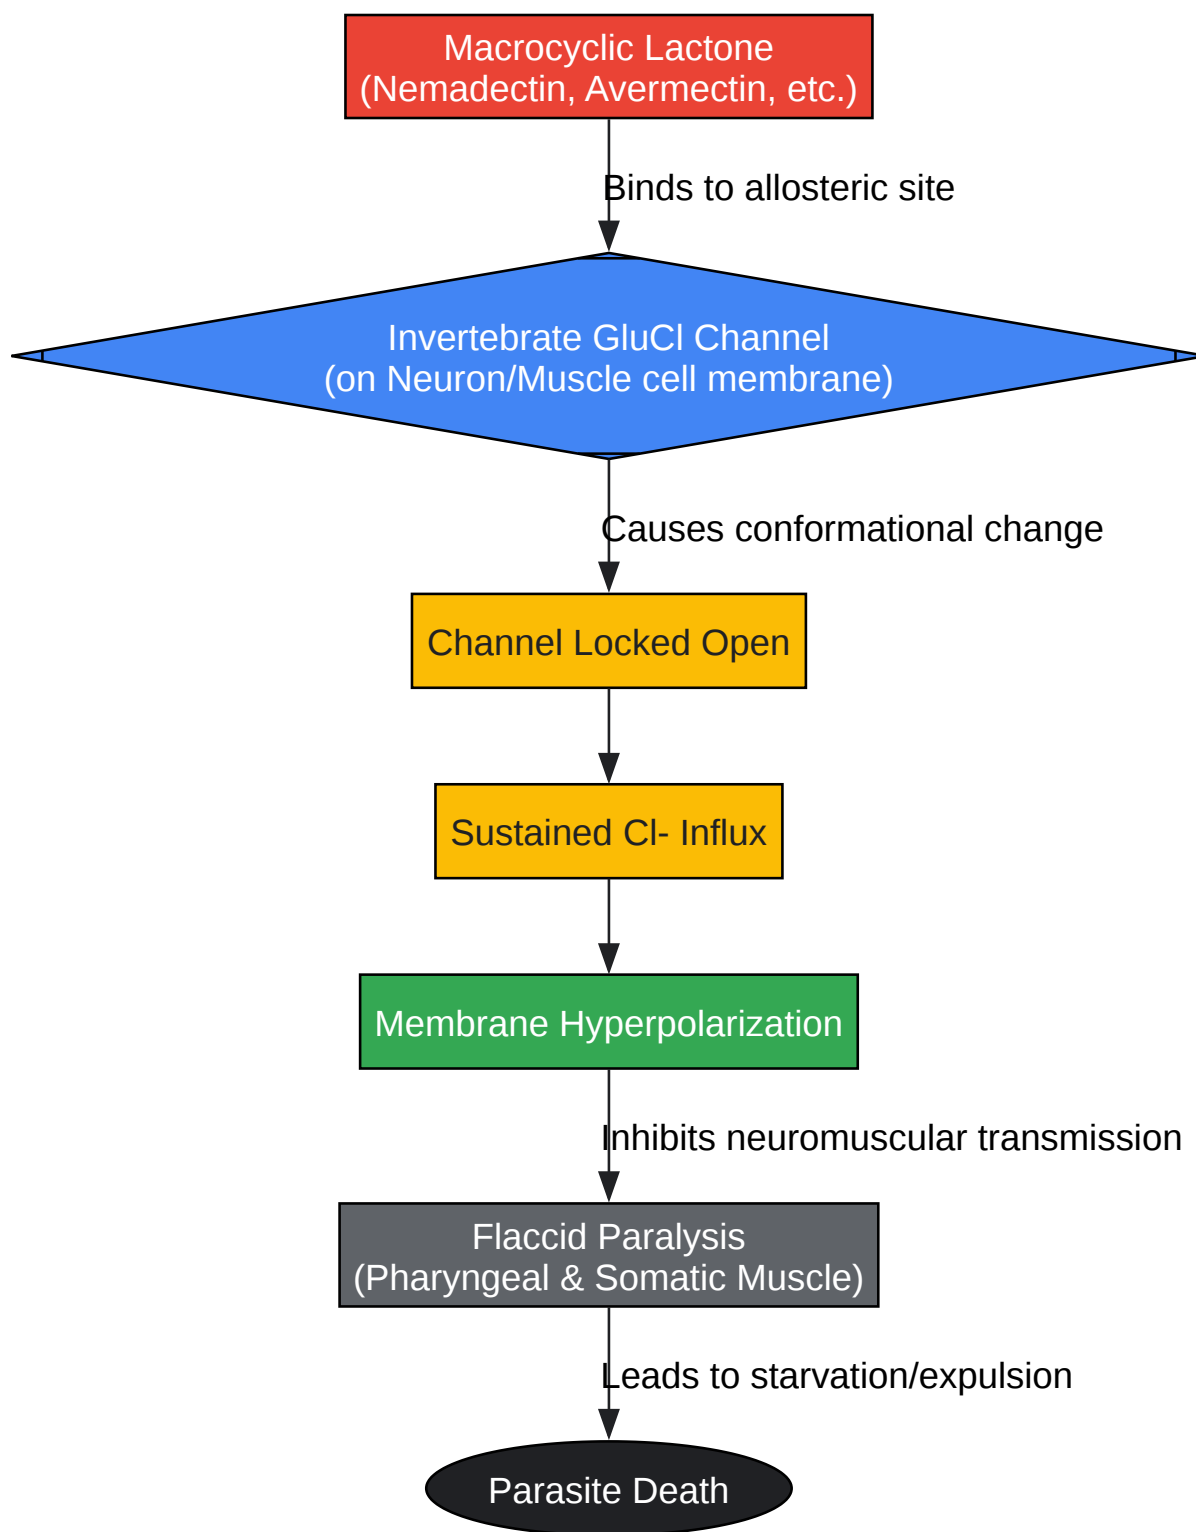 Macrocyclic Lactone
(Nemadectin, Avermectin, etc.)
Binds to allosteric site
Invertebrate GluCl Channel
(on Neuron/Muscle cell membrane)
Causes conformational change
Channel Locked Open
Sustained Cl- Influx
Membrane Hyperpolarization
Inhibits neuromuscular transmission
Flaccid Paralysis
(Pharyngeal & Somatic Muscle)
Leads to starvation/expulsion
Parasite Death